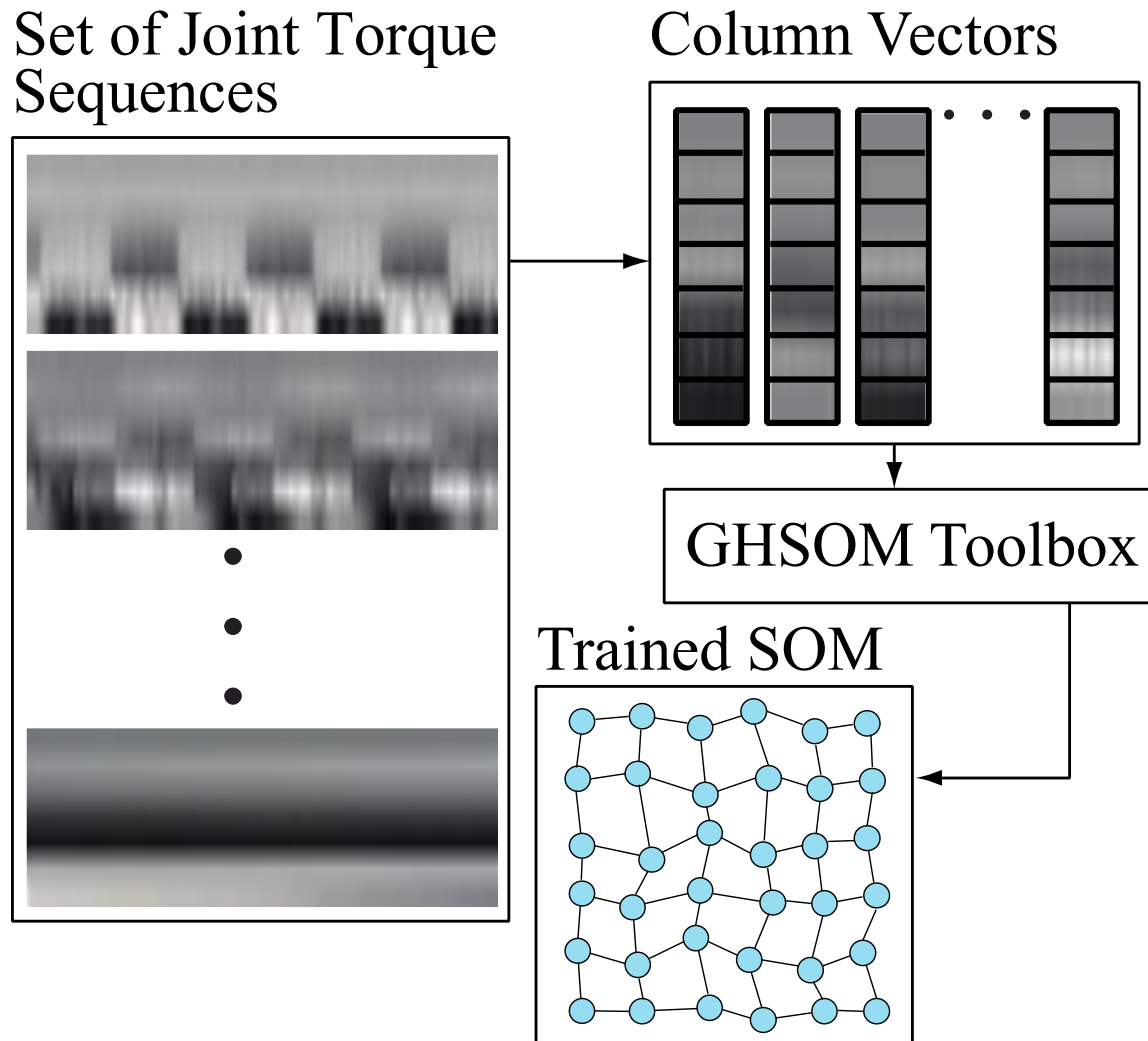 Set of Joint Torque
Sequences
Column Vectors
GHSOM Toolbox
Trained SOM